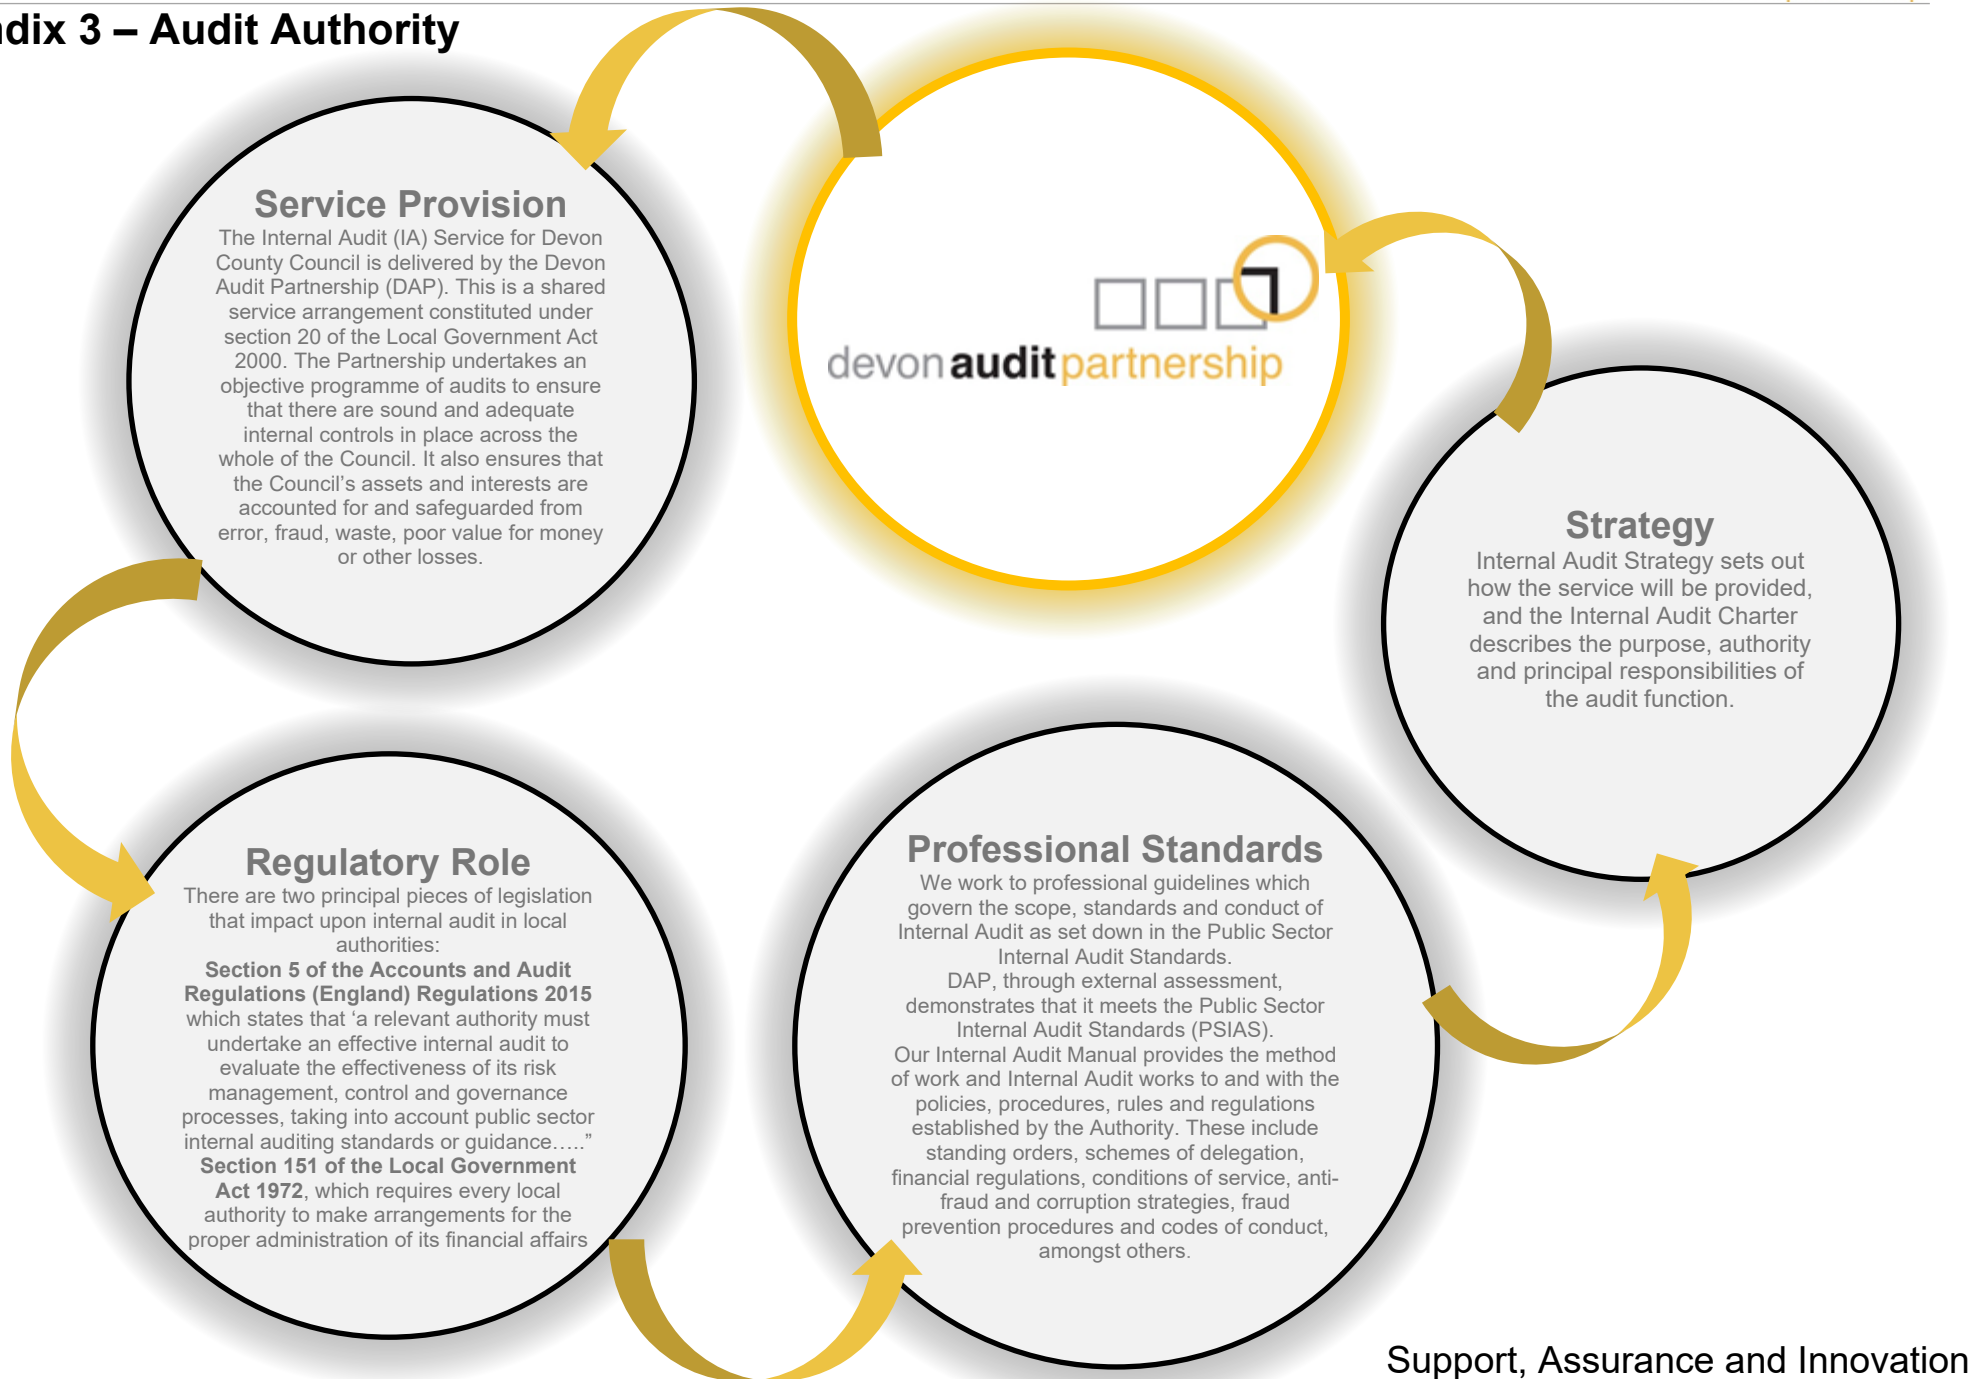 ndix 3 – Audit Authority
Service Provision
The Internal Audit (IA) Service for Devon
County Council is delivered by the Devon
Audit Partnership (DAP). This is a shared
service arrangement constituted under
section 20 of the Local Government Act
2000. The Partnership undertakes an
objective programme of audits to ensure
that there are sound and adequate
internal controls in place across the
whole of the Council. It also ensures that
the Council’s assets and interests are
accounted for and safeguarded from
error, fraud, waste, poor value for money
or other losses.
devonauditpartnership
Strategy
Internal Audit Strategy sets out
how the service will be provided,
and the Internal Audit Charter
describes the purpose, authority
and principal responsibilities of
the audit function.
Regulatory Role
There are two principal pieces of legislation
that impact upon internal audit in local
authorities:
Section 5 of the Accounts and Audit
Regulations (England) Regulations 2015
which states that ‘a relevant authority must
undertake an effective internal audit to
evaluate the effectiveness of its risk
management, control and governance
processes, taking into account public sector
internal auditing standards or guidance…..”
Section 151 of the Local Government
Act 1972, which requires every local
authority to make arrangements for the
proper administration of its financial affairs
Professional Standards
We work to professional guidelines which
govern the scope, standards and conduct of
Internal Audit as set down in the Public Sector
Internal Audit Standards.
DAP, through external assessment,
demonstrates that it meets the Public Sector
Internal Audit Standards (PSIAS).
Our Internal Audit Manual provides the method
of work and Internal Audit works to and with the
policies, procedures, rules and regulations
established by the Authority. These include
standing orders, schemes of delegation,
financial regulations, conditions of service, anti-
fraud and corruption strategies, fraud
prevention procedures and codes of conduct,
amongst others.
Support, Assurance and Innovation